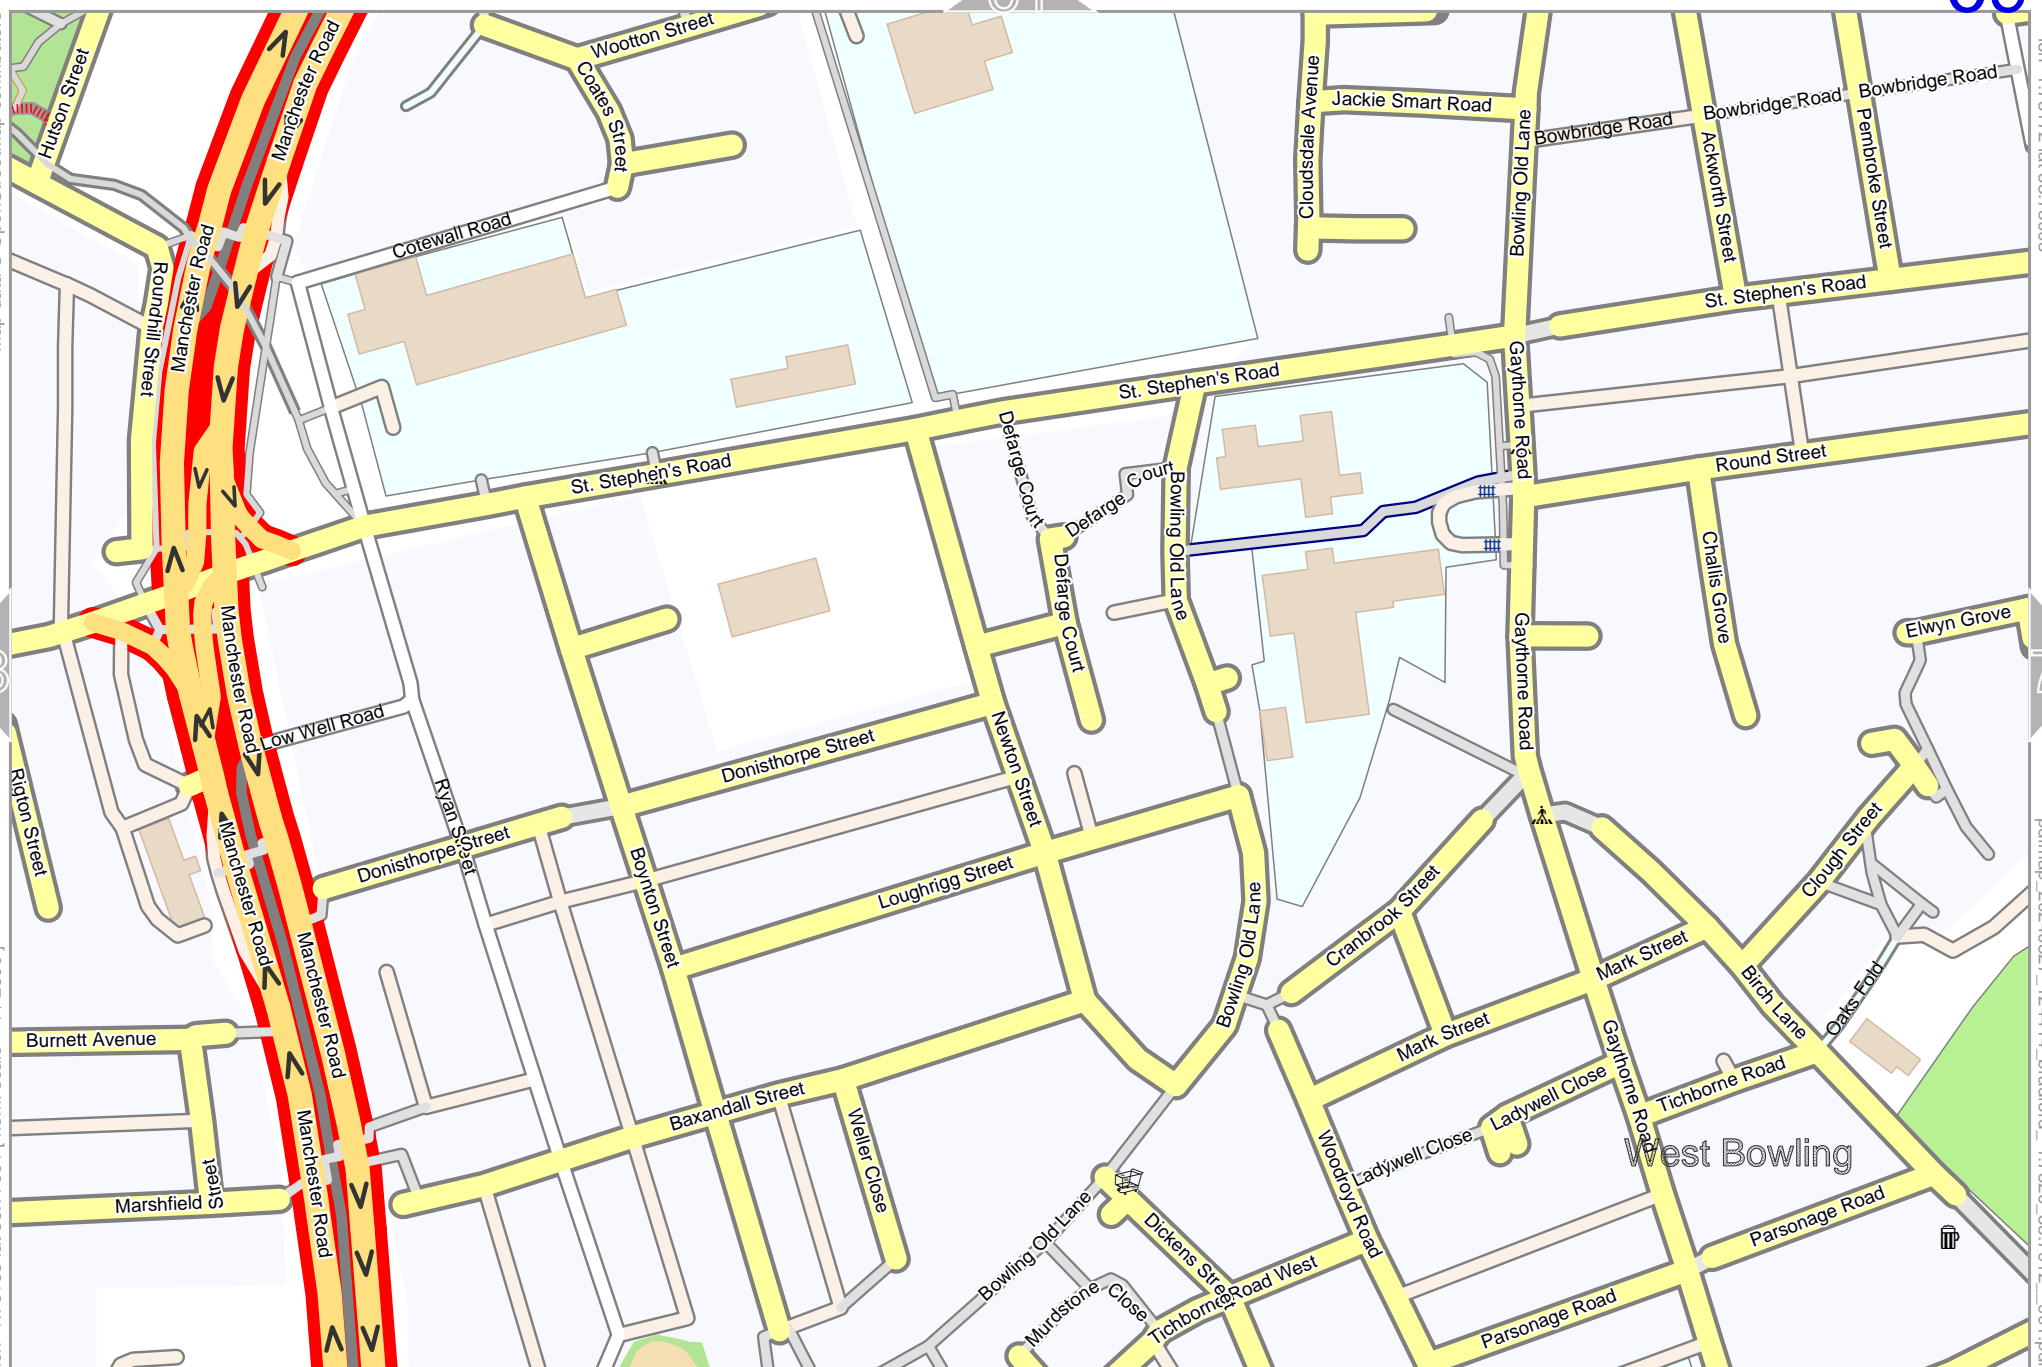 Wootton Street
Manchester Road
Hutson Street
Coates Street
Cloudsdale Avenue
Jackie Smart Road
Bowling Old Lane
Bowbridge Road
Bowbridge Road
Bowbridge Road
Ackworth Street
Pembroke Street
Cotewall Road
Manchester Road
Roundhill Street
St. Stephen's Road
St. Stephen's Road
Gaythorne Road
St. Stephen's Road
Defarge Court
Defarge Court
Round Street
Bowling Old Lane
Challis Grove
Defarge Court
Elwyn Grove
Manchester Road
Gaythorne Road
Low Well Road
Donisthorpe Street
Newton Street
Rigton Street
Ryan Street
Donisthorpe Street
Manchester Road
Boynton Street
Loughrigg Street
Clough Street
Cranbrook Street
Bowling Old Lane
Mark Street
Manchester Road
Birch Lane
Oaks Fold
Burnett Avenue
Mark Street
Gaythorne Road
Baxandall Street
Weller Close
Ladywell Close
Tichborne Road
Ladywell Close
West Bowling
Woodroyd Road
Marshfield S
Street
Manchester Road
Bowling Old Lane
Dickens Street
Parsonage Road
Tichborne Road West
Murdstone Close
Parsonage Road